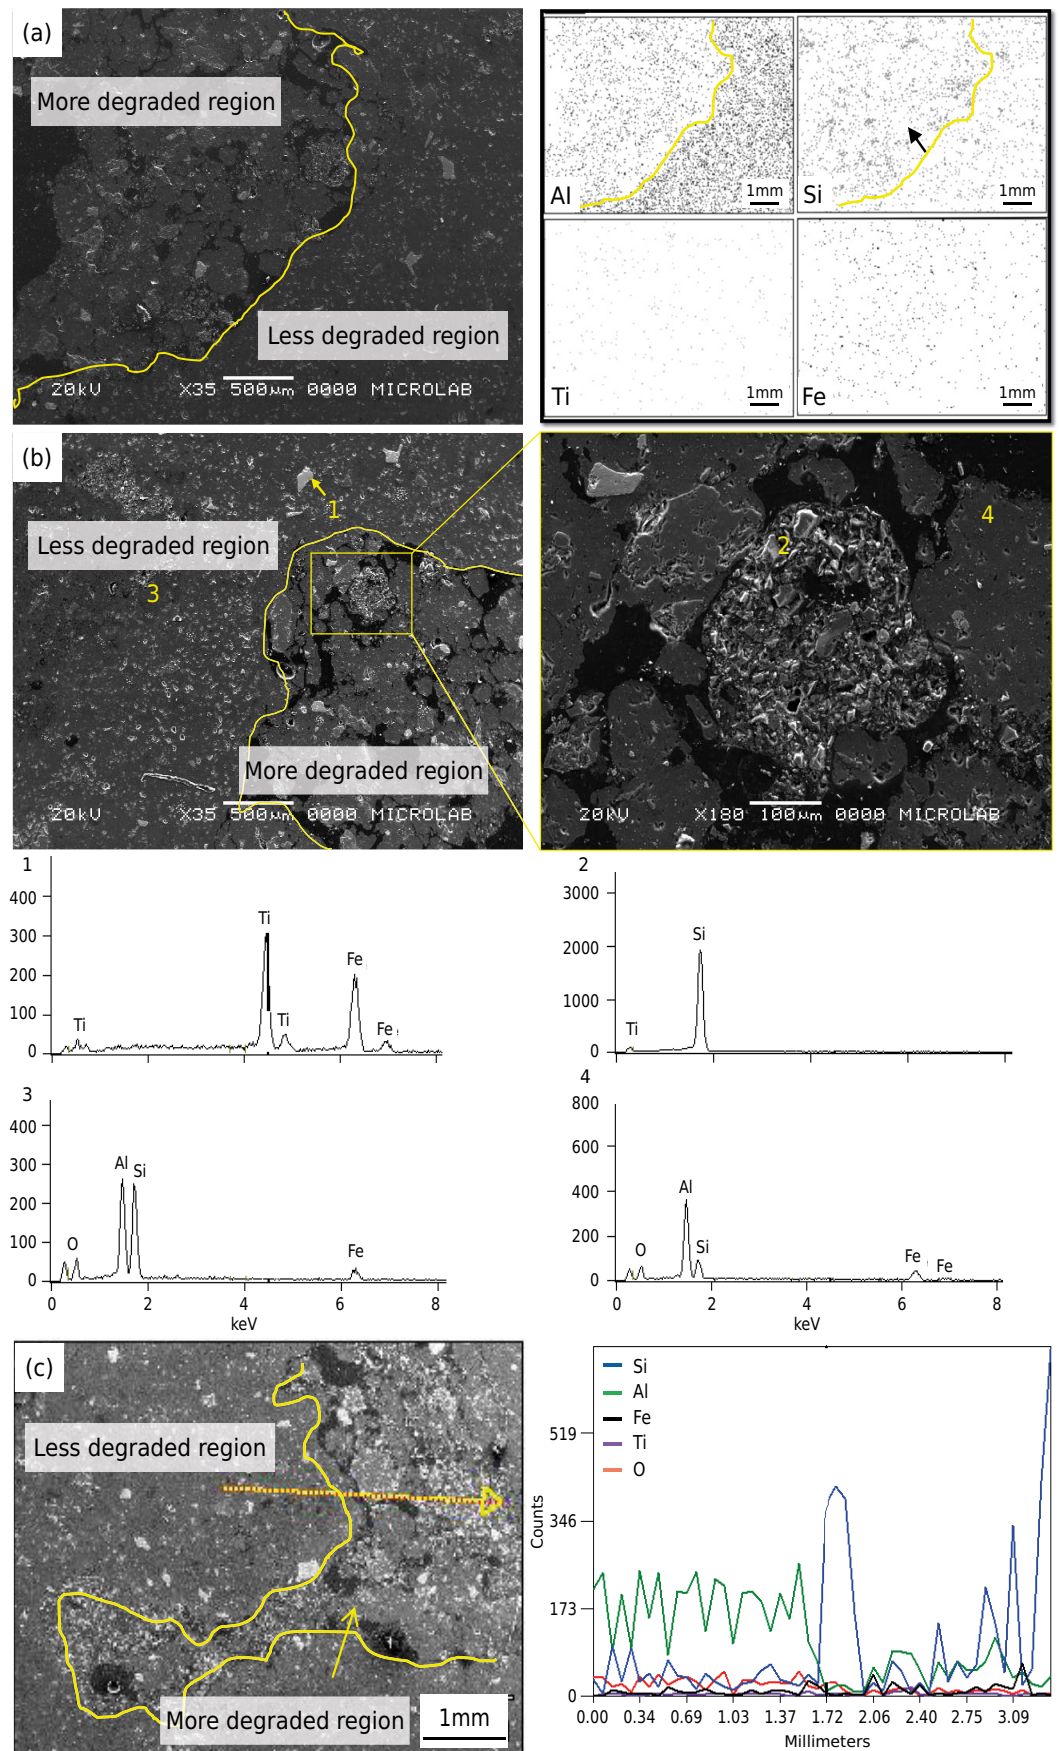 (a)
More degraded region
Less degraded region
20kV X35 500µm 0000 MICROLAB
Al 1mm
Si 1mm
Ti 1mm
Fe 1mm
(b)
1
Less degraded region
3
More degraded region
20kV X35 500µm 0000 MICROLAB
2
4
20kV X180 100µm 0000 MICROLAB
1
400
300
200
100
0
Ti
Ti
Ti
Fe
Fe
2
3000
2000
1000
0
Ti
Si
3
400
300
200
100
0
O
Al
Si
Fe
0 2 4 6 8
keV
4
800
600
400
200
0
O
Al
Si
Fe
Fe
0 2 4 6 8
keV
(c)
Less degraded region
More degraded region
1mm
Si
Al
Fe
Ti
O
Counts
519
346
173
0
0.00 0.34 0.69 1.03 1.37 1.72 2.06 2.40 2.75 3.09
Millimeters